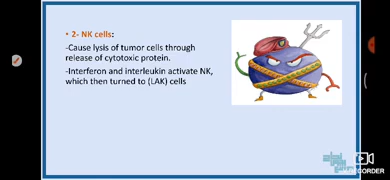 • 2- NK cells:
-Cause lysis of tumor cells through
release of cytotoxic protein.
-Interferon and interleukin activate NK,
which then turned to (LAK) cells